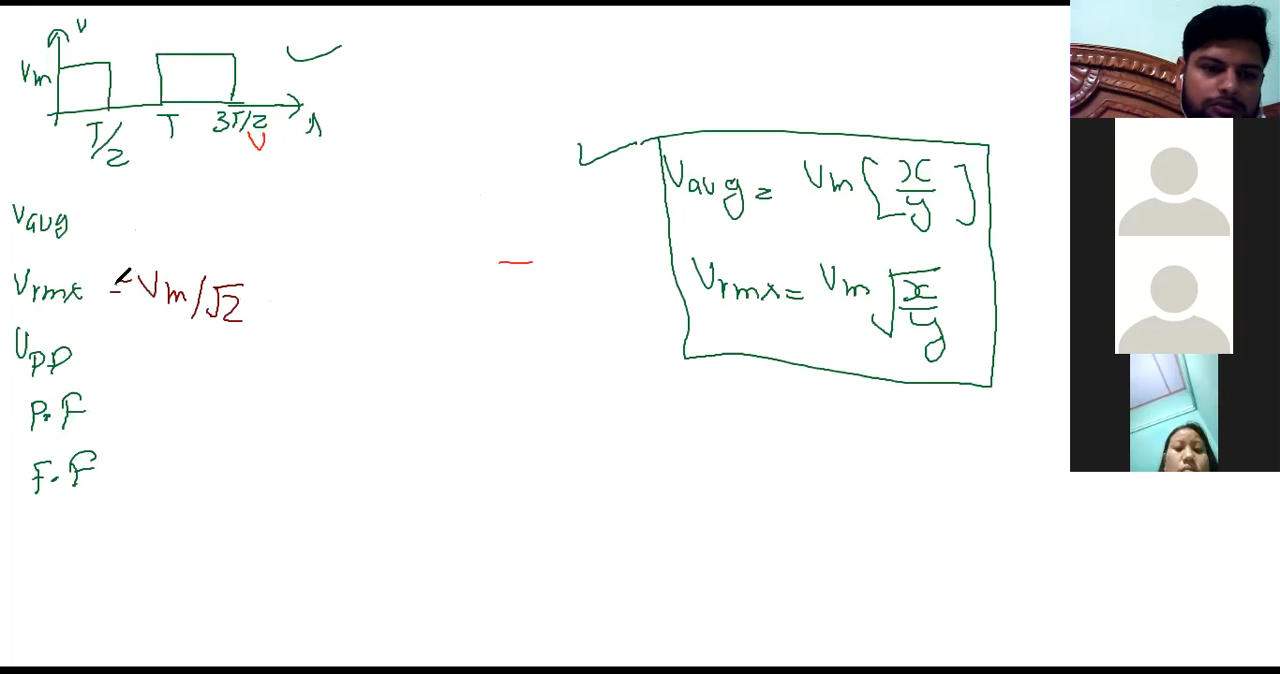 V
Vm
T/2 T 3T/2 t
V
Vavg
Vrms = Vm/√2
Vpp
P.F
F.F
Vavg = Vm [x/y]
Vrms = Vm √x/y